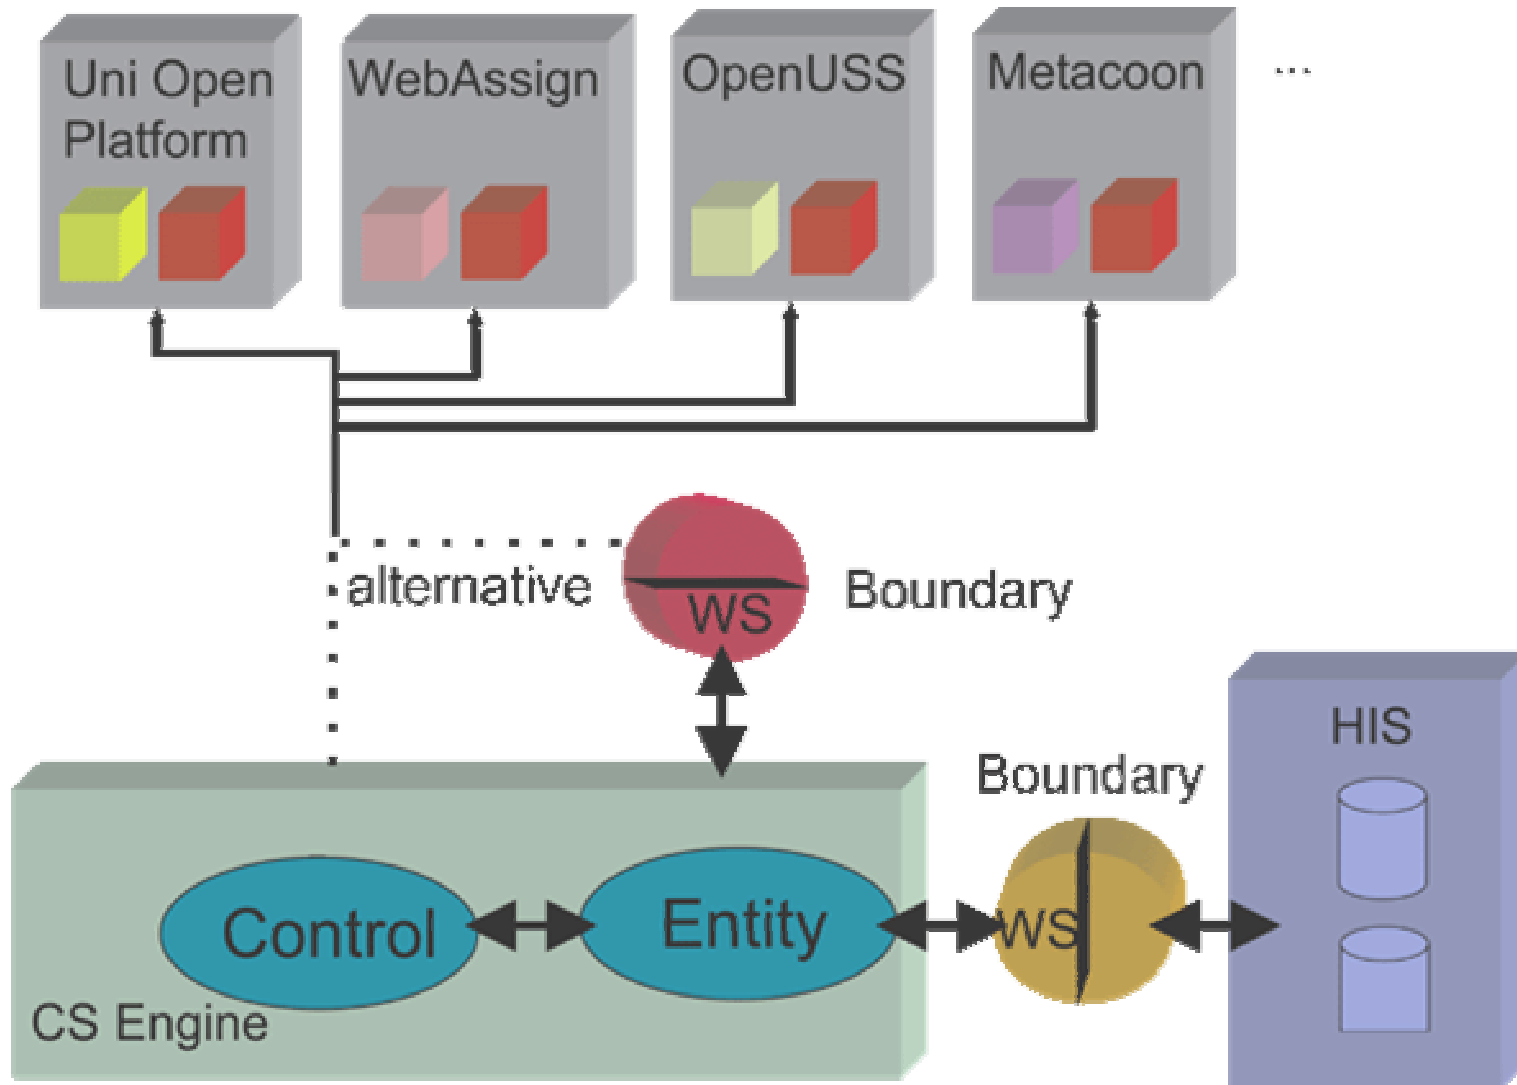 Uni Open
Platform
WebAssign
OpenUSS
Metacoon
...
alternative
WS
Boundary
HIS
Boundary
Control
Entity
WS
CS Engine